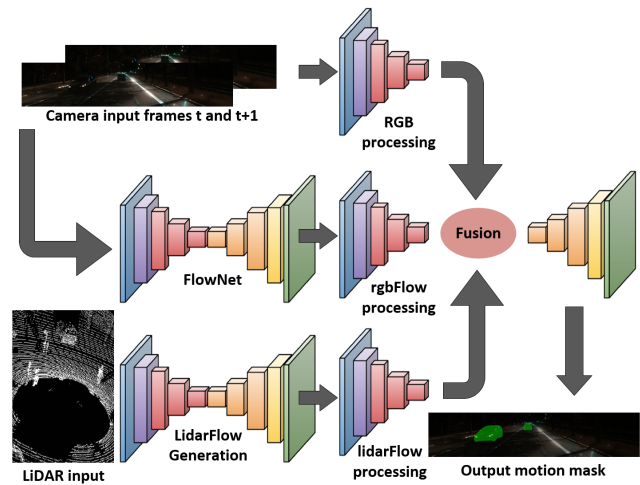 Camera input frames t and t+1
RGB
processing
FlowNet
rgbFlow
processing
Fusion
LiDAR input
LidarFlow
Generation
lidarFlow
processing
Output motion mask